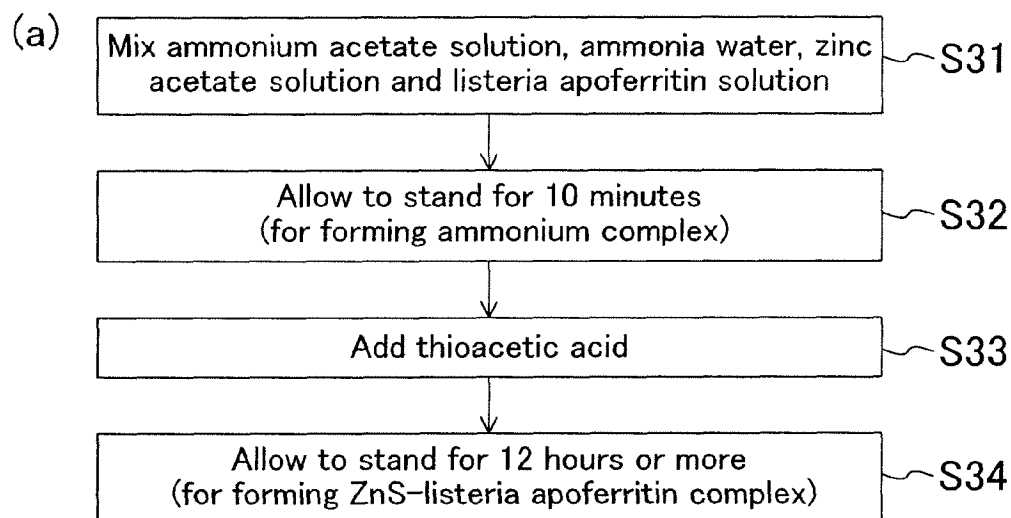 (a)
Mix ammonium acetate solution, ammonia water, zinc
acetate solution and listeria apoferritin solution
S31
Allow to stand for 10 minutes
(for forming ammonium complex)
S32
Add thioacetic acid
S33
Allow to stand for 12 hours or more
(for forming ZnS-listeria apoferritin complex)
S34